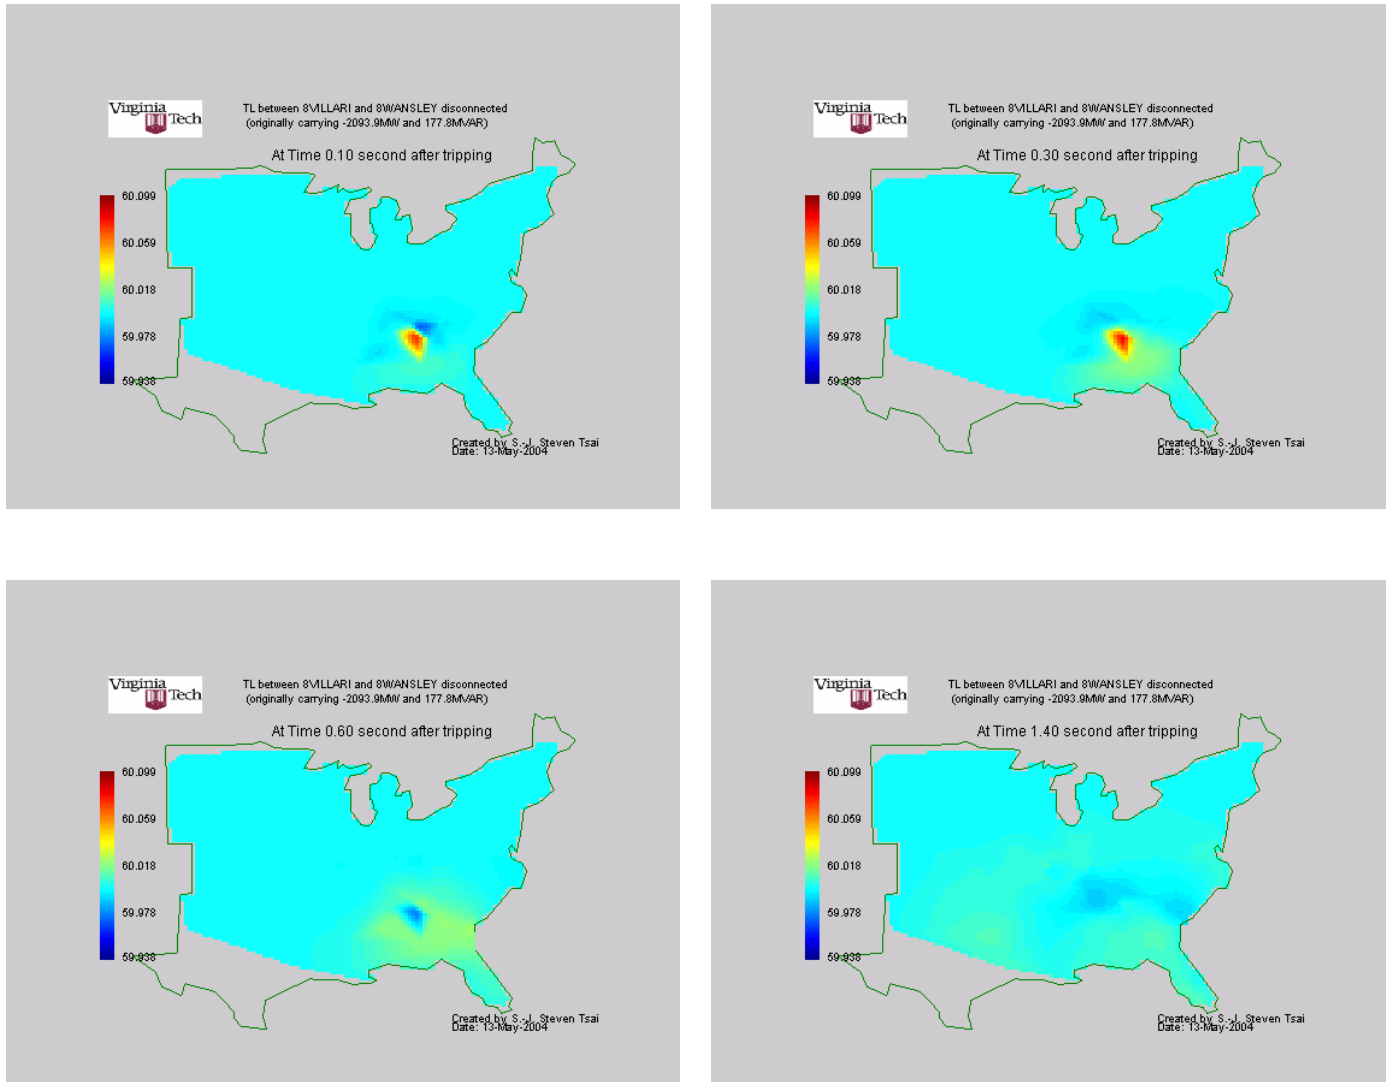 Virginia Tech
TL between 8VILLARI and 8WANSLEY disconnected
(originally carrying -2093.9MW and 177.8MVAR)
At Time 0.10 second after tripping
60.099
60.059
60.018
59.978
59.938
Created by S.-J. Steven Tsai
Date: 13-May-2004
Virginia Tech
TL between 8VILLARI and 8WANSLEY disconnected
(originally carrying -2093.9MW and 177.8MVAR)
At Time 0.30 second after tripping
60.099
60.059
60.018
59.978
59.938
Created by S.-J. Steven Tsai
Date: 13-May-2004
Virginia Tech
TL between 8VILLARI and 8WANSLEY disconnected
(originally carrying -2093.9MW and 177.8MVAR)
At Time 0.60 second after tripping
60.099
60.059
60.018
59.978
59.938
Created by S.-J. Steven Tsai
Date: 13-May-2004
Virginia Tech
TL between 8VILLARI and 8WANSLEY disconnected
(originally carrying -2093.9MW and 177.8MVAR)
At Time 1.40 second after tripping
60.099
60.059
60.018
59.978
59.938
Created by S.-J. Steven Tsai
Date: 13-May-2004